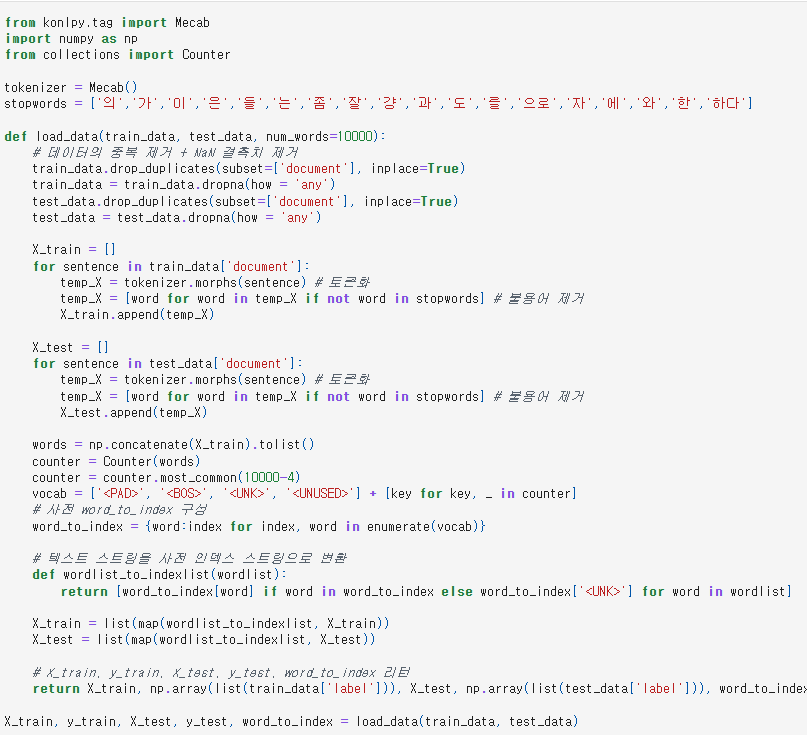 from konlpy.tag import Mecab
import numpy as np
from collections import Counter
tokenizer = Mecab()
stopwords = ['의','가','이','은','들','는','좀','잘','걍','과','도','를','으로','자','에','와','한','하다']
def load_data(train_data, test_data, num_words=10000):
    # 데이터의 중복 제거 + NaN 결측치 제거
    train_data.drop_duplicates(subset=['document'], inplace=True)
    train_data = train_data.dropna(how = 'any')
    test_data.drop_duplicates(subset=['document'], inplace=True)
    test_data = test_data.dropna(how = 'any')
    X_train = []
    for sentence in train_data['document']:
        temp_X = tokenizer.morphs(sentence) # 토큰화
        temp_X = [word for word in temp_X if not word in stopwords] # 불용어 제거
        X_train.append(temp_X)
    X_test = []
    for sentence in test_data['document']:
        temp_X = tokenizer.morphs(sentence) # 토큰화
        temp_X = [word for word in temp_X if not word in stopwords] # 불용어 제거
        X_test.append(temp_X)
    words = np.concatenate(X_train).tolist()
    counter = Counter(words)
    counter = counter.most_common(10000-4)
    vocab = ['<PAD>', '<BOS>', '<UNK>', '<UNUSED>'] + [key for key, _ in counter]
    # 사전 word_to_index 구성
    word_to_index = {word:index for index, word in enumerate(vocab)}
    # 텍스트 스트링을 사전 인덱스 스트링으로 변환
    def wordlist_to_indexlist(wordlist):
        return [word_to_index[word] if word in word_to_index else word_to_index['<UNK>'] for word in wordlist]
    X_train = list(map(wordlist_to_indexlist, X_train))
    X_test = list(map(wordlist_to_indexlist, X_test))
    # X_train, y_train, X_test, y_test, word_to_index 리턴
    return X_train, np.array(list(train_data['label'])), X_test, np.array(list(test_data['label'])), word_to_index
X_train, y_train, X_test, y_test, word_to_index = load_data(train_data, test_data)